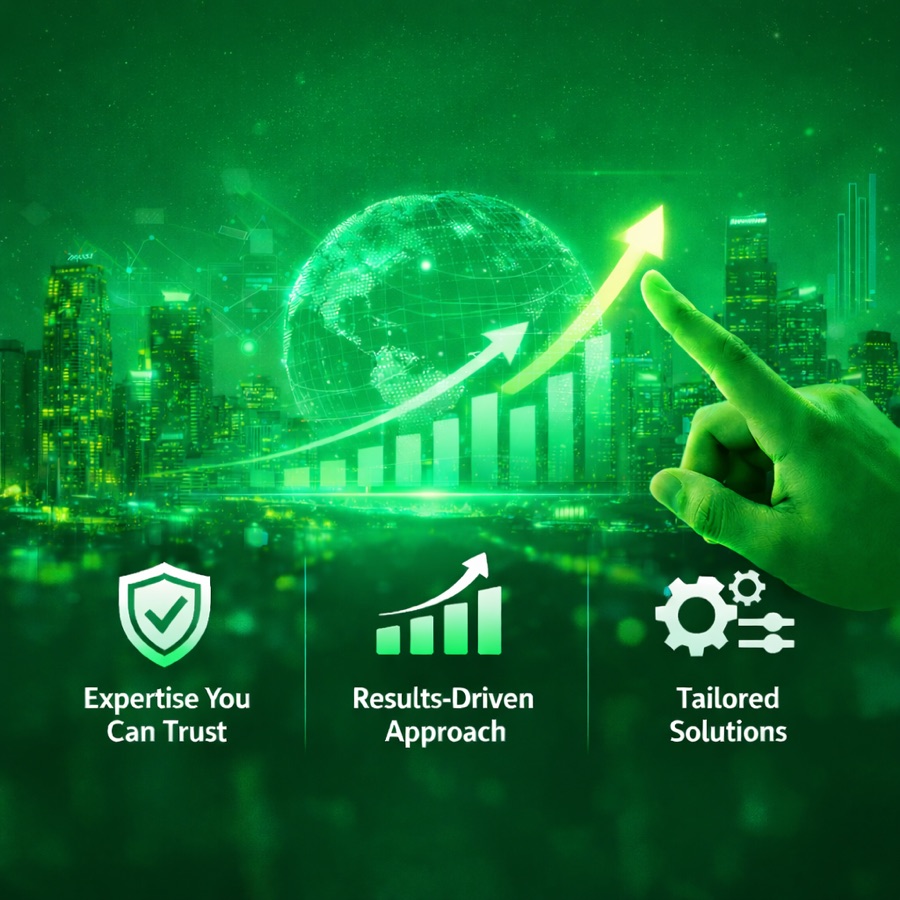 Expertise You
Can Trust
Results-Driven
Approach
Tailored
Solutions